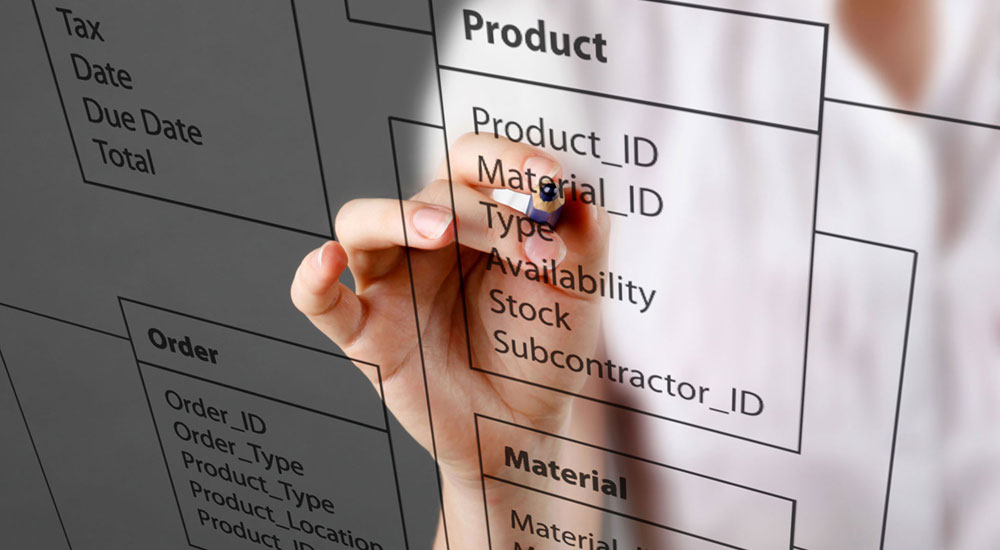 Tax
Date
Due Date
Total
Product
Product_ID
Material_ID
Type
Availability
Stock
Subcontractor_ID
Order
Order_ID
Order_Type
Product_Type
Product_Location
Material